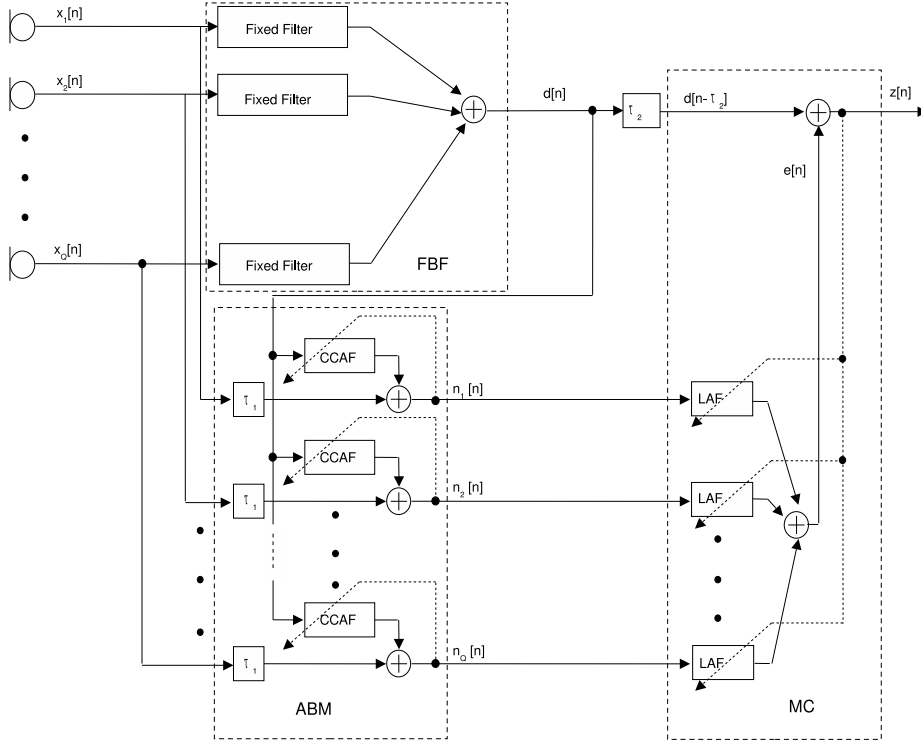 x₁[n]
Fixed Filter
x₂[n]
Fixed Filter
d[n]
τ₂
d[n-τ₂]
z[n]
e[n]
x_Q[n]
Fixed Filter
FBF
CCAF
τ₁
n₁[n]
LAF
CCAF
τ₁
n₂[n]
LAF
CCAF
τ₁
n_Q[n]
LAF
ABM
MC